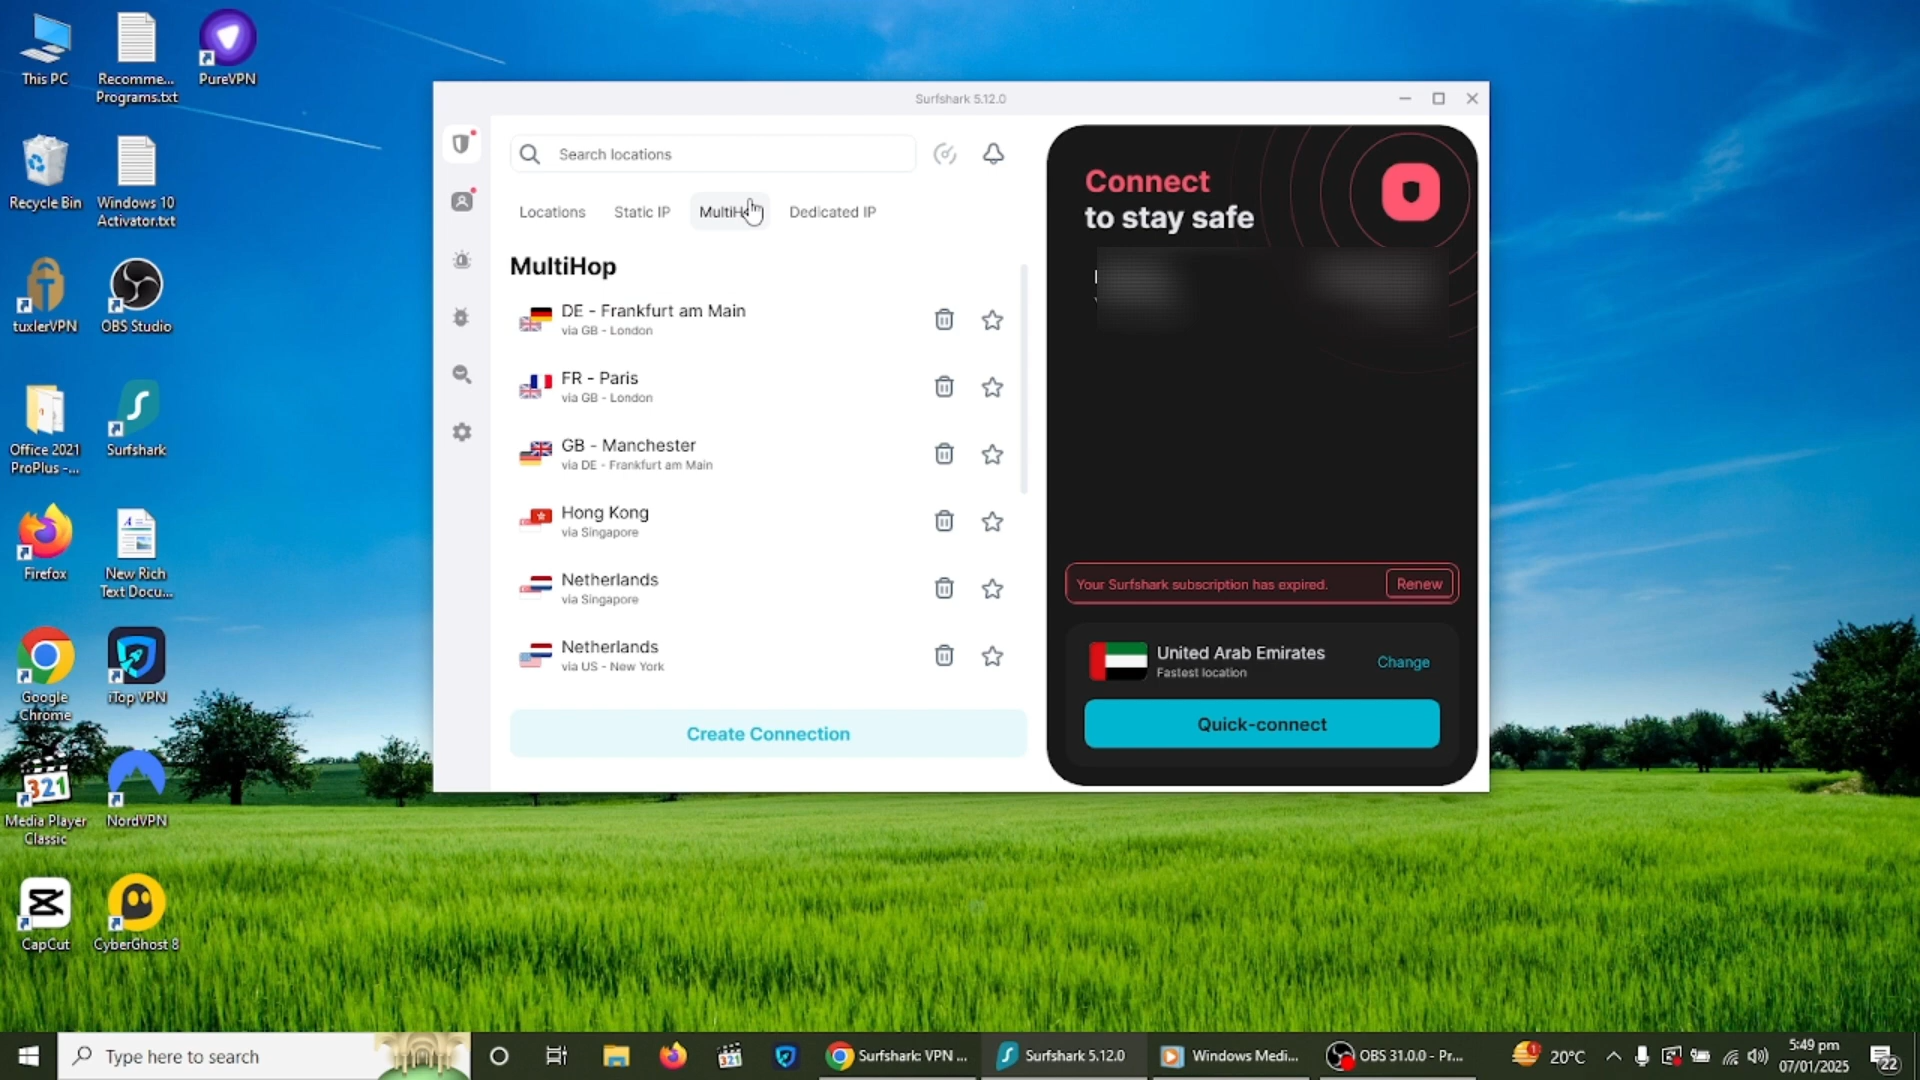 This PC
Recomme...
Programs.txt
PureVPN
Recycle Bin
Windows 10
Activator.txt
tuxlerVPN
OBS Studio
Office 2021
ProPlus -...
Surfshark
Firefox
New Rich
Text Docu...
Google
Chrome
iTop VPN
321
Media Player
Classic
NordVPN
CapCut
CyberGhost 8
Surfshark 5.12.0
Search locations
Locations
Static IP
Dedicated IP
MultiHop
DE - Frankfurt am Main
via GB - London
FR - Paris
via GB - London
GB - Manchester
via DE - Frankfurt am Main
Hong Kong
via Singapore
Netherlands
via Singapore
Netherlands
via US - New York
Create Connection
Connect
to stay safe
Your Surfshark subscription has expired.
Renew
United Arab Emirates
Fastest location
Change
Quick-connect
Type here to search
321
Surfshark: VPN ...
Surfshark 5.12.0
Windows Medi...
OBS 31.0.0 - Pr...
1
20°C
5:49 pm
07/01/2025
22